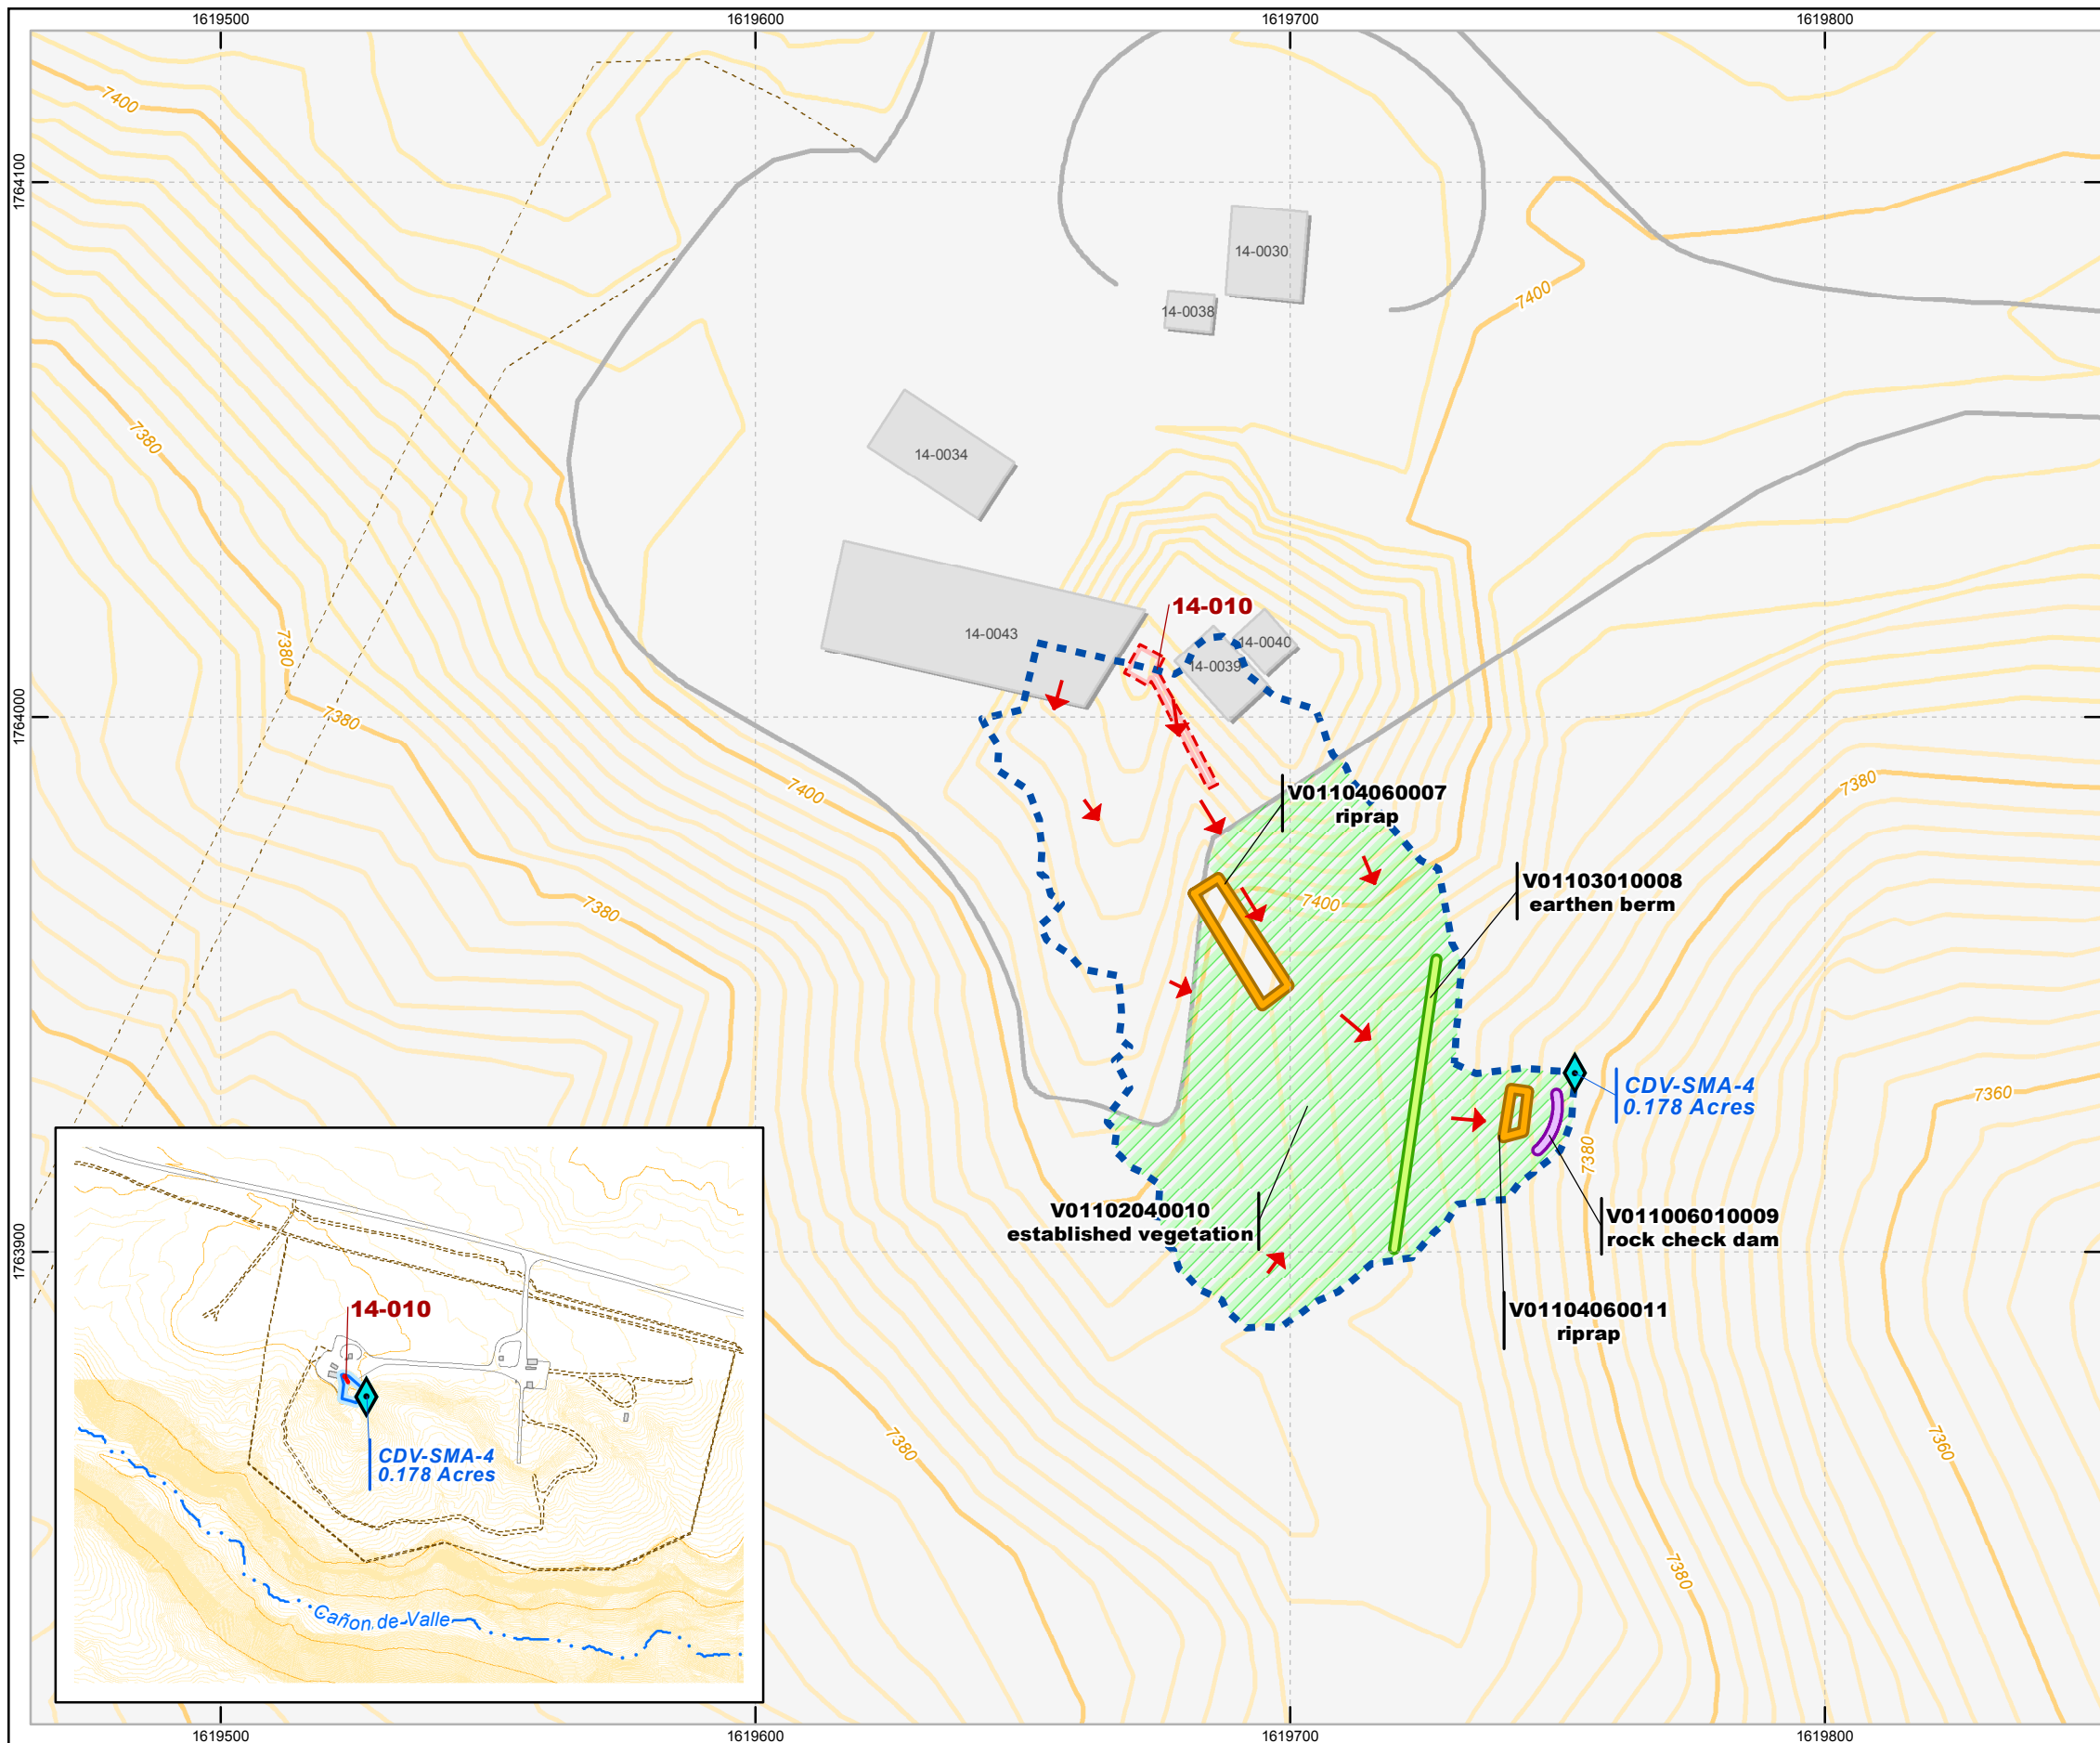 1619500
1619600
1619700
1619800
7400
1764100
14-0030
7400
14-0038
7380
14-0034
14-010
7380
14-0043
14-0040
14-0039
7380
1764000
7400
V01104060007
riprap
7380
V01103010008
earthen berm
7400
7380
CDV-SMA-4
0.178 Acres
7360
7380
V01102040010
established vegetation
V011006010009
rock check dam
1763900
14-010
V01104060011
riprap
7380
7360
CDV-SMA-4
0.178 Acres
7380
Cañon de Valle
1619500
1619600
1619700
1619800